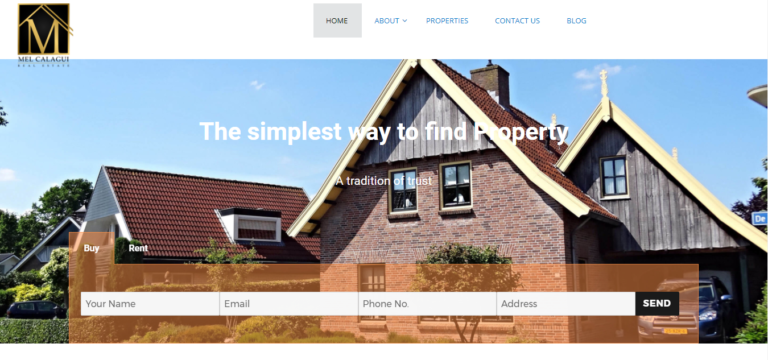 HOME
ABOUT
PROPERTIES
CONTACT US
BLOG
MEL CALAGUI
REAL ESTATE
The simplest way to find Property
A tradition of trust
De
Buy
Rent
Your Name
Email
Phone No.
Address
SEND